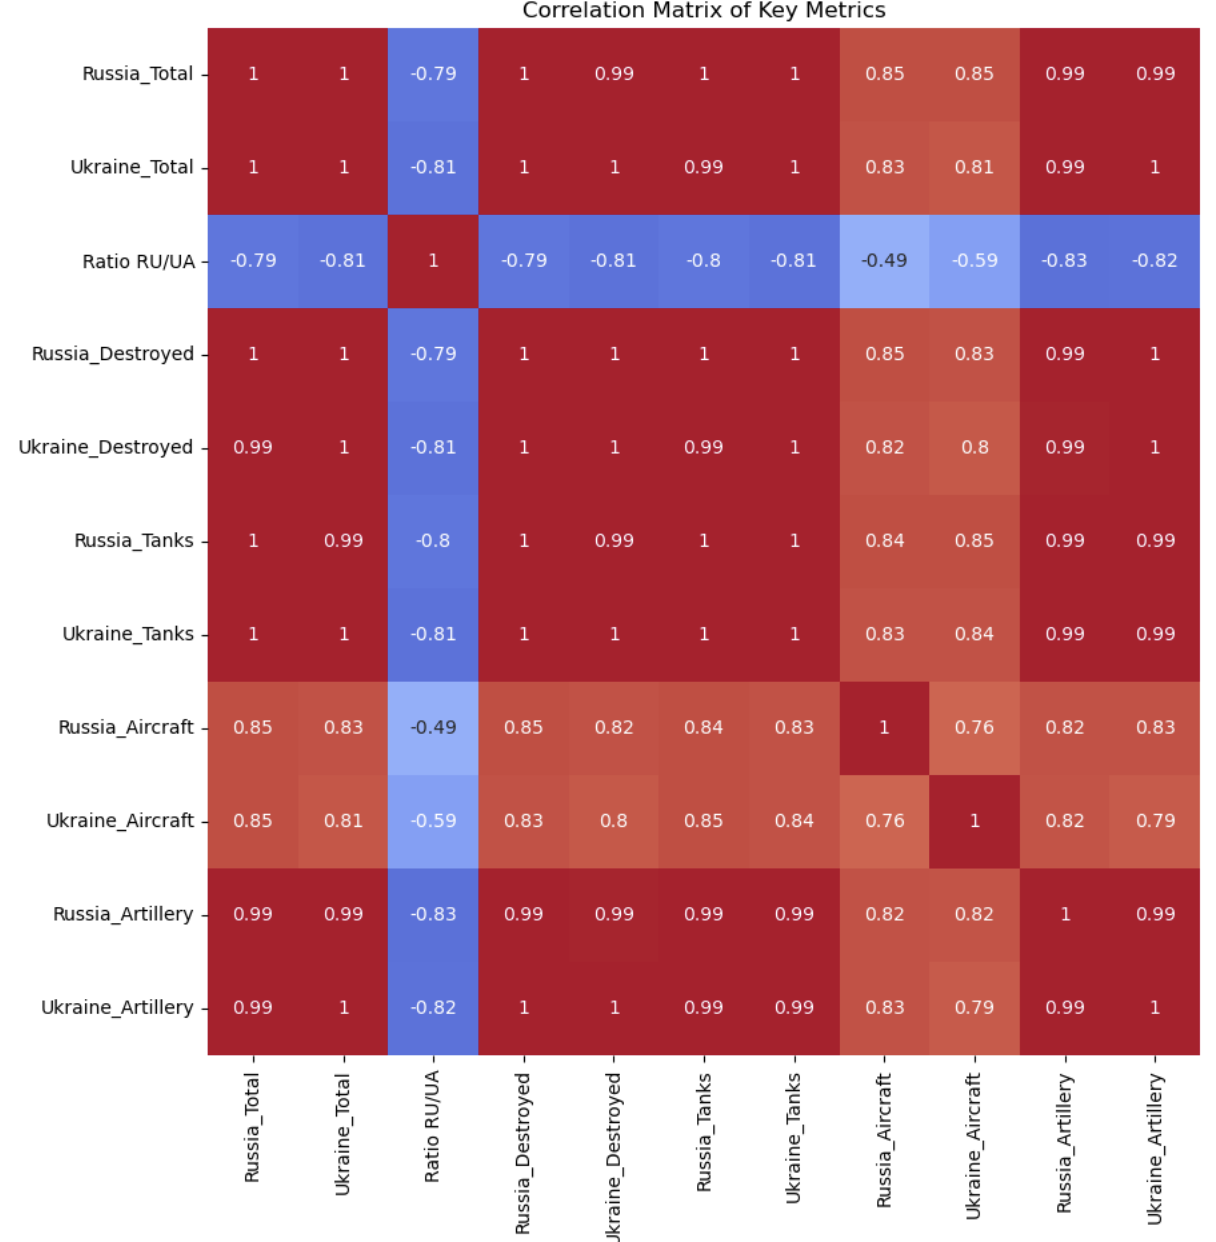 Correlation Matrix of Key Metrics
Russia_Total 1 1 -0.79 1 0.99 1 1 0.85 0.85 0.99 0.99
Ukraine_Total 1 1 -0.81 1 1 0.99 1 0.83 0.81 0.99 1
Ratio RU/UA -0.79 -0.81 1 -0.79 -0.81 -0.8 -0.81 -0.49 -0.59 -0.83 -0.82
Russia_Destroyed 1 1 -0.79 1 1 1 1 0.85 0.83 0.99 1
Ukraine_Destroyed 0.99 1 -0.81 1 1 0.99 1 0.82 0.8 0.99 1
Russia_Tanks 1 0.99 -0.8 1 0.99 1 1 0.84 0.85 0.99 0.99
Ukraine_Tanks 1 1 -0.81 1 1 1 1 0.83 0.84 0.99 0.99
Russia_Aircraft 0.85 0.83 -0.49 0.85 0.82 0.84 0.83 1 0.76 0.82 0.83
Ukraine_Aircraft 0.85 0.81 -0.59 0.83 0.8 0.85 0.84 0.76 1 0.82 0.79
Russia_Artillery 0.99 0.99 -0.83 0.99 0.99 0.99 0.99 0.82 0.82 1 0.99
Ukraine_Artillery 0.99 1 -0.82 1 1 0.99 0.99 0.83 0.79 0.99 1
Russia_Total
Ukraine_Total
Ratio RU/UA
Russia_Destroyed
Ukraine_Destroyed
Russia_Tanks
Ukraine_Tanks
Russia_Aircraft
Ukraine_Aircraft
Russia_Artillery
Ukraine_Artillery